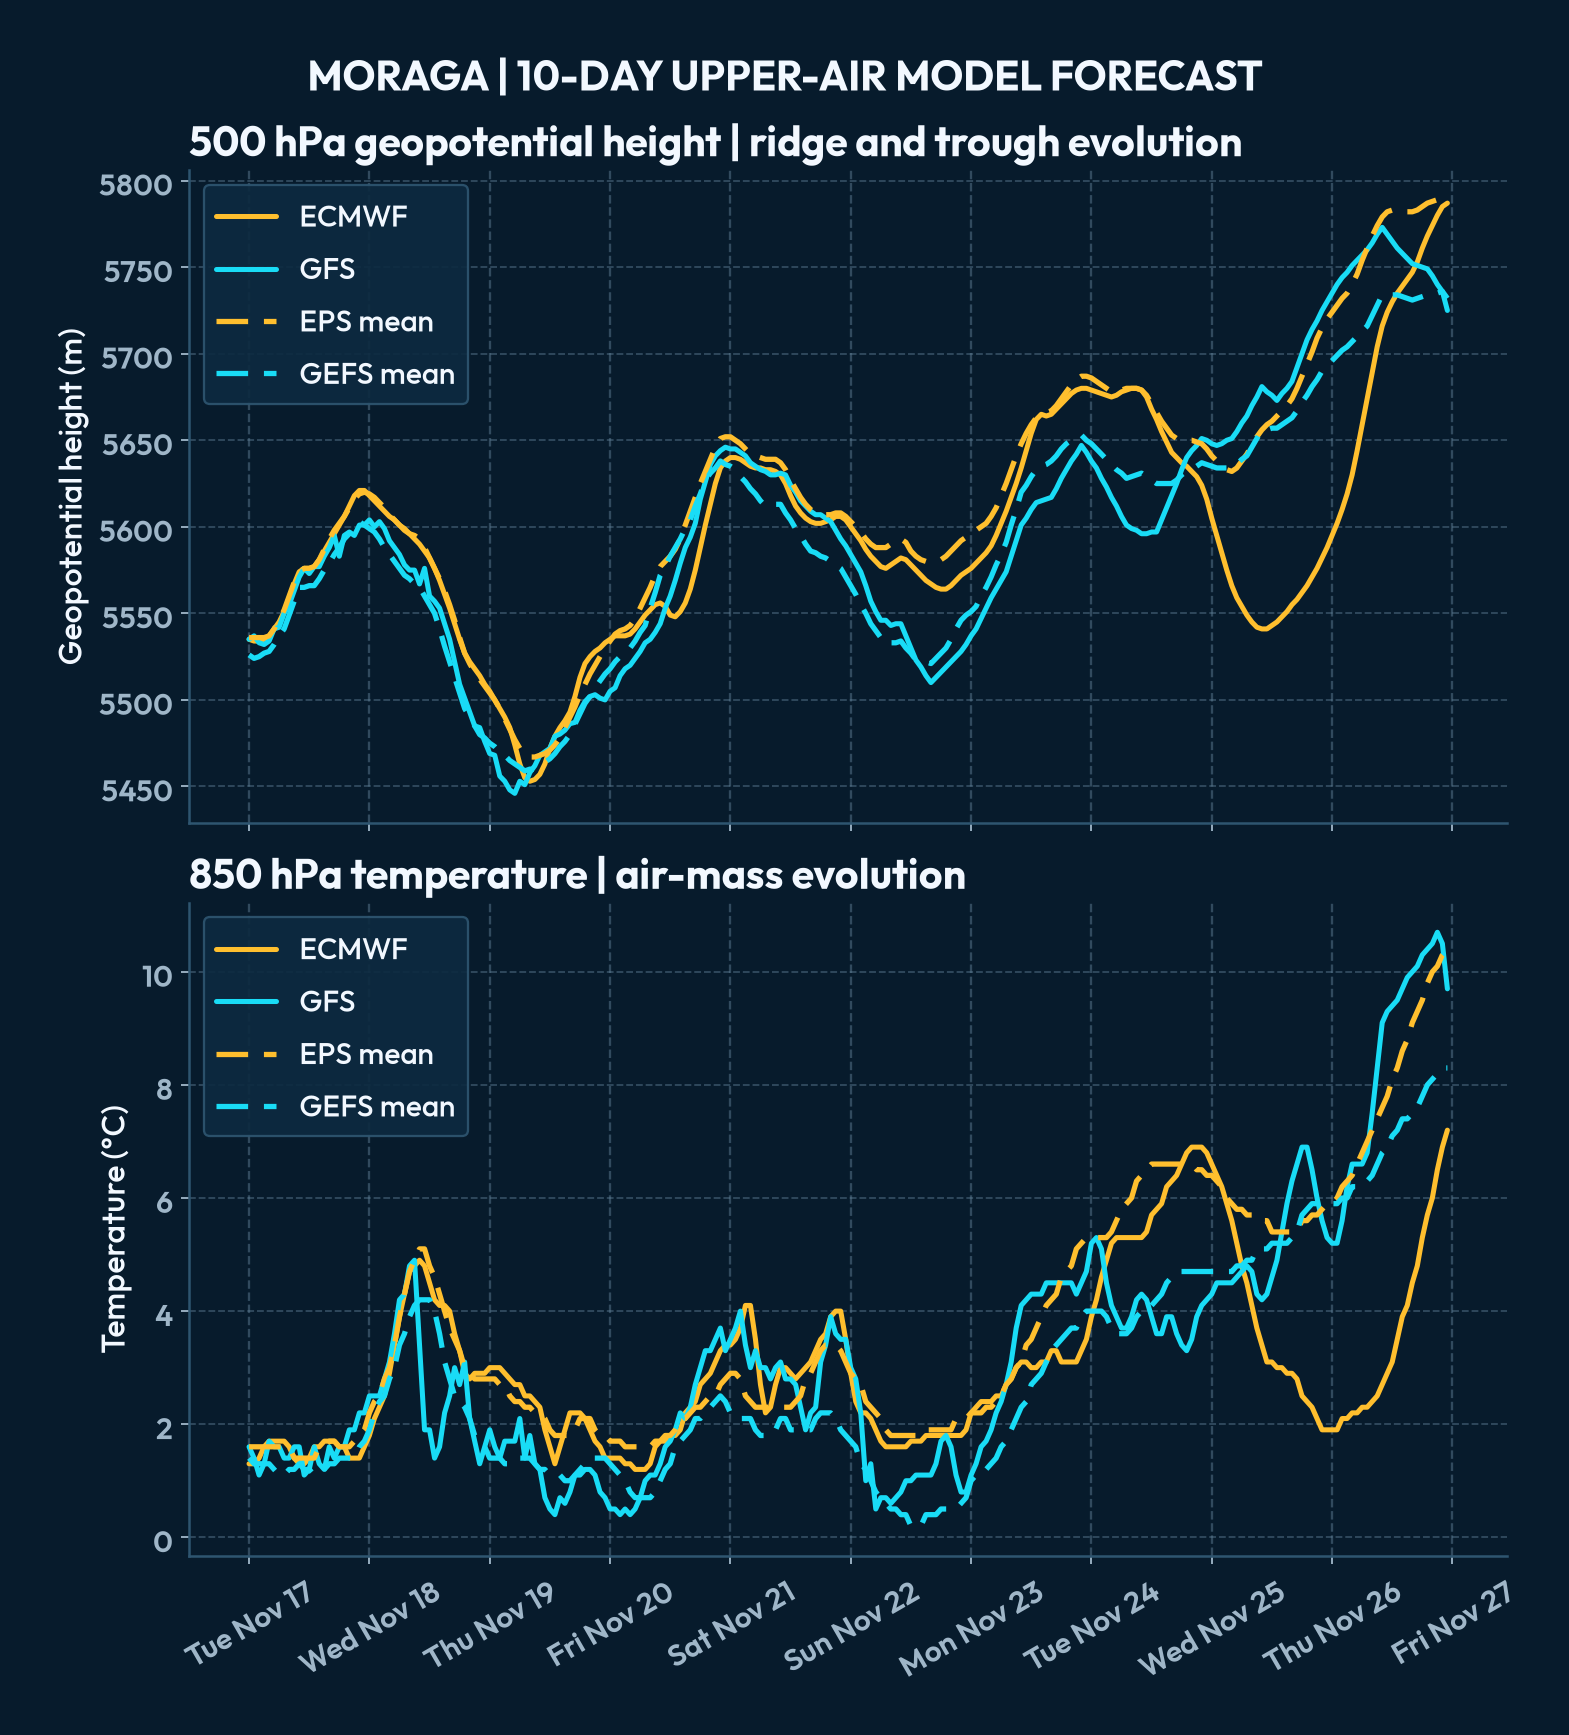 MORAGA | 10-DAY UPPER-AIR MODEL FORECAST
500 hPa geopotential height | ridge and trough evolution
Geopotential height (m)
5800
5750
5700
5650
5600
5550
5500
5450
ECMWF
GFS
EPS mean
GEFS mean
850 hPa temperature | air-mass evolution
Temperature (°C)
10
8
6
4
2
0
ECMWF
GFS
EPS mean
GEFS mean
Tue Nov 17
Wed Nov 18
Thu Nov 19
Fri Nov 20
Sat Nov 21
Sun Nov 22
Mon Nov 23
Tue Nov 24
Wed Nov 25
Thu Nov 26
Fri Nov 27